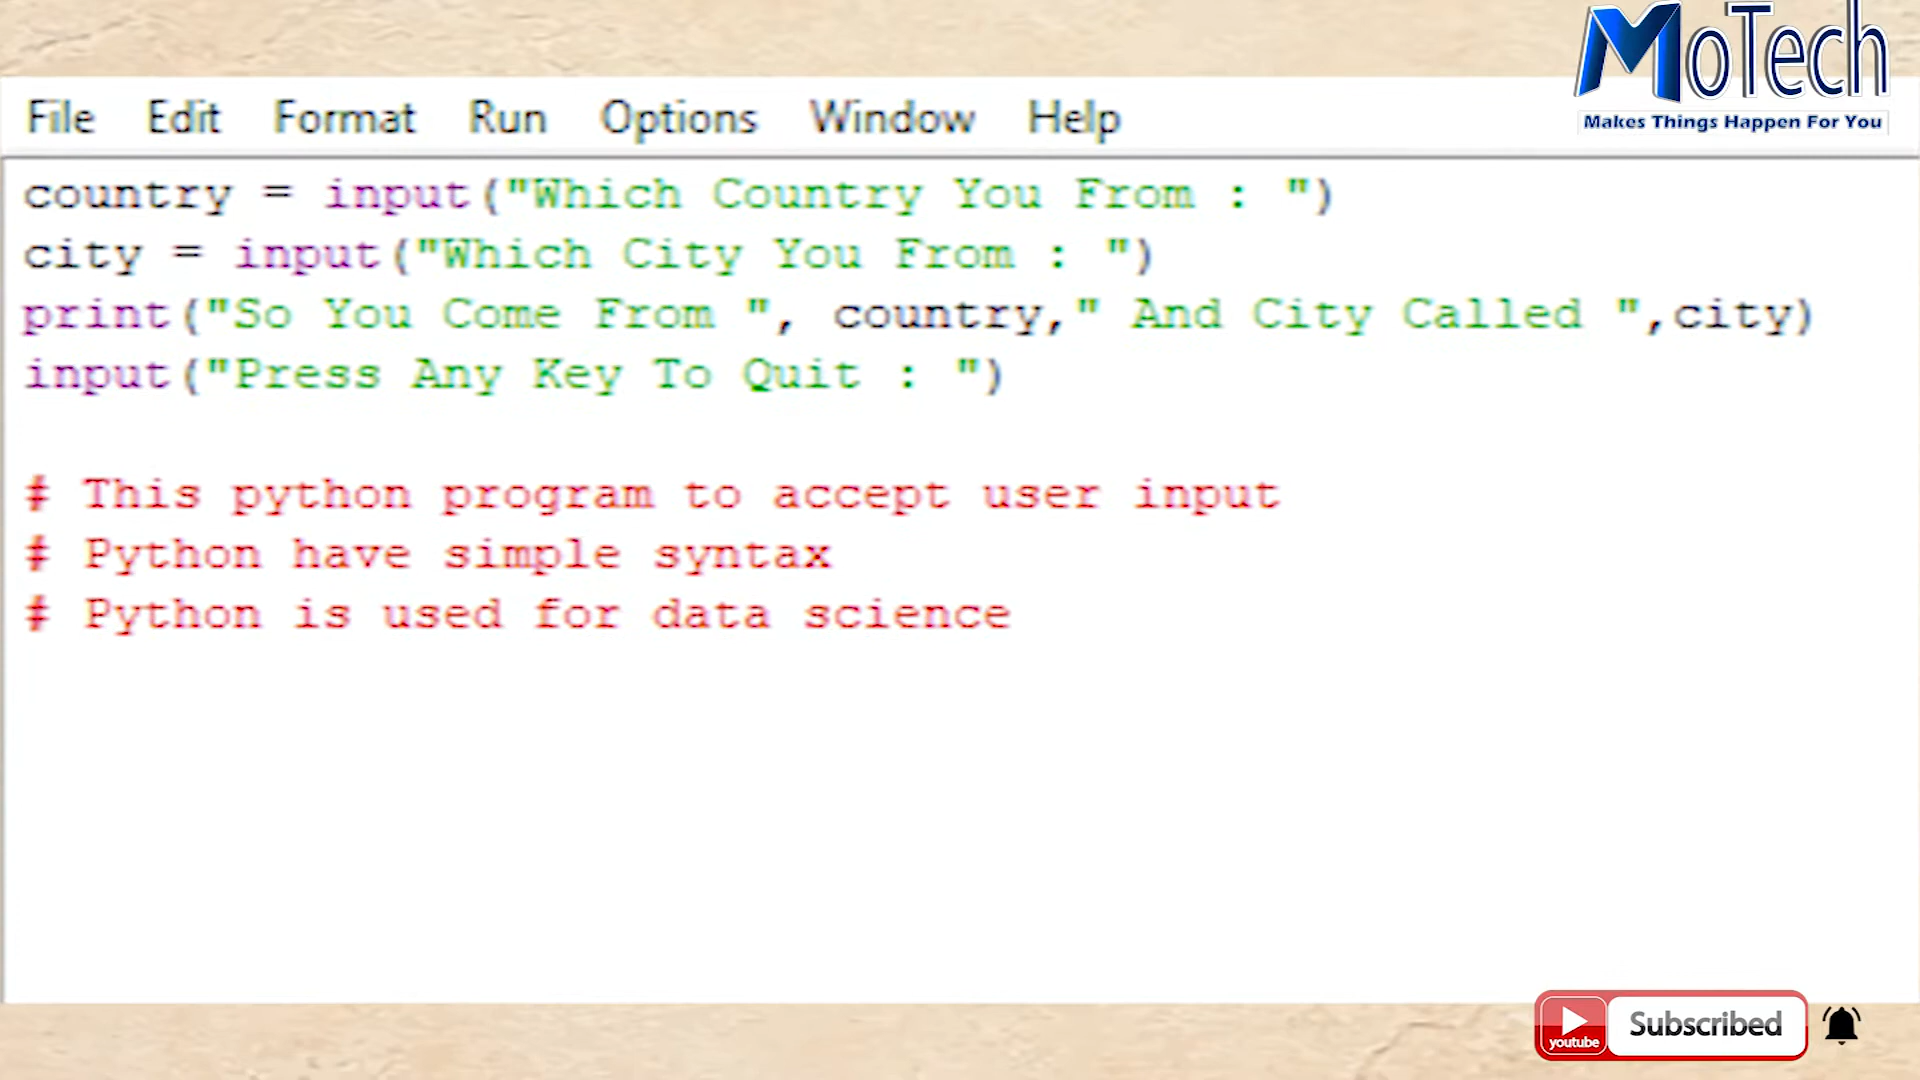 MoTech
Makes Things Happen For You
File Edit Format Run Options Window Help
country = input("Which Country You From : ")
city = input("Which City You From : ")
print("So You Come From ", country," And City Called ",city)
input("Press Any Key To Quit : ")
# This python program to accept user input
# Python have simple syntax
# Python is used for data science
youtube
Subscribed